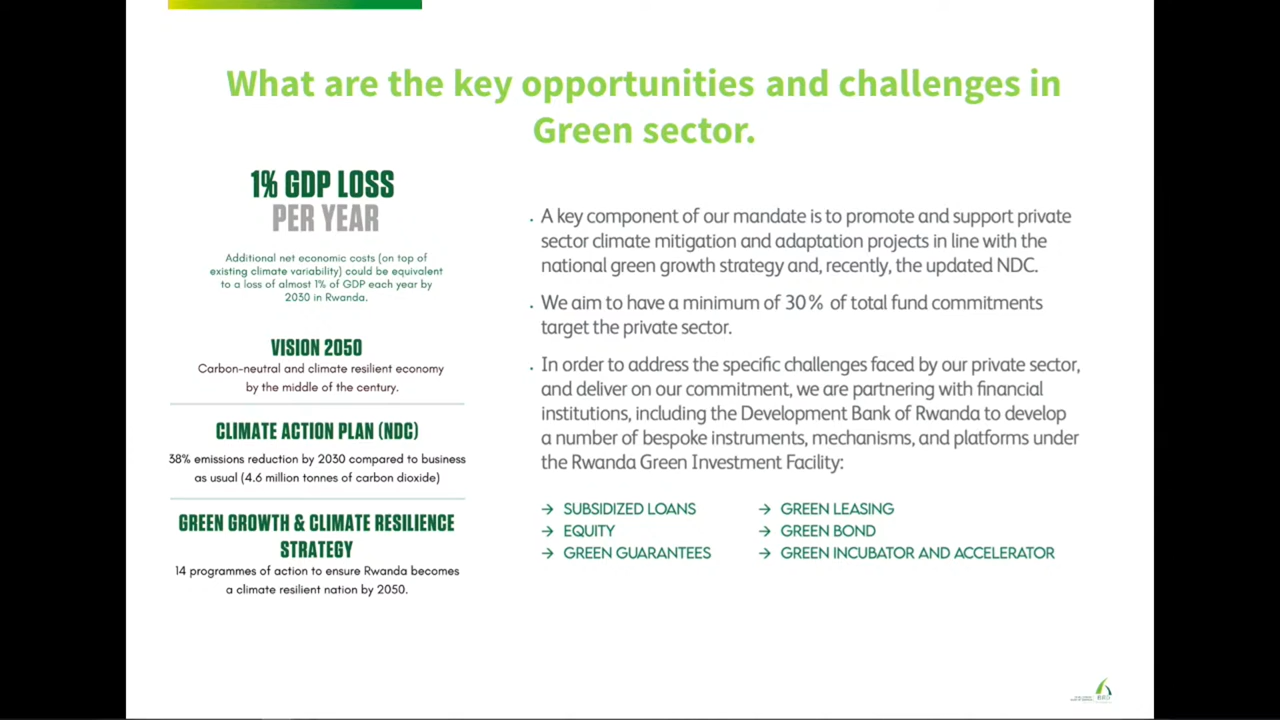 What are the key opportunities and challenges in
Green sector.
1% GDP LOSS
PER YEAR
Additional net economic costs (on top of
existing climate variability) could be equivalent
to a loss of almost 1% of GDP each year by
2030 in Rwanda.
VISION 2050
Carbon-neutral and climate resilient economy
by the middle of the century.
CLIMATE ACTION PLAN (NDC)
38% emissions reduction by 2030 compared to business
as usual (4.6 million tonnes of carbon dioxide)
GREEN GROWTH & CLIMATE RESILIENCE
STRATEGY
14 programmes of action to ensure Rwanda becomes
a climate resilient nation by 2050.
. A key component of our mandate is to promote and support private
sector climate mitigation and adaptation projects in line with the
national green growth strategy and, recently, the updated NDC.
. We aim to have a minimum of 30% of total fund commitments
target the private sector.
. In order to address the specific challenges faced by our private sector,
and deliver on our commitment, we are partnering with financial
institutions, including the Development Bank of Rwanda to develop
a number of bespoke instruments, mechanisms, and platforms under
the Rwanda Green Investment Facility:
→ SUBSIDIZED LOANS
→ EQUITY
→ GREEN GUARANTEES
→ GREEN LEASING
→ GREEN BOND
→ GREEN INCUBATOR AND ACCELERATOR